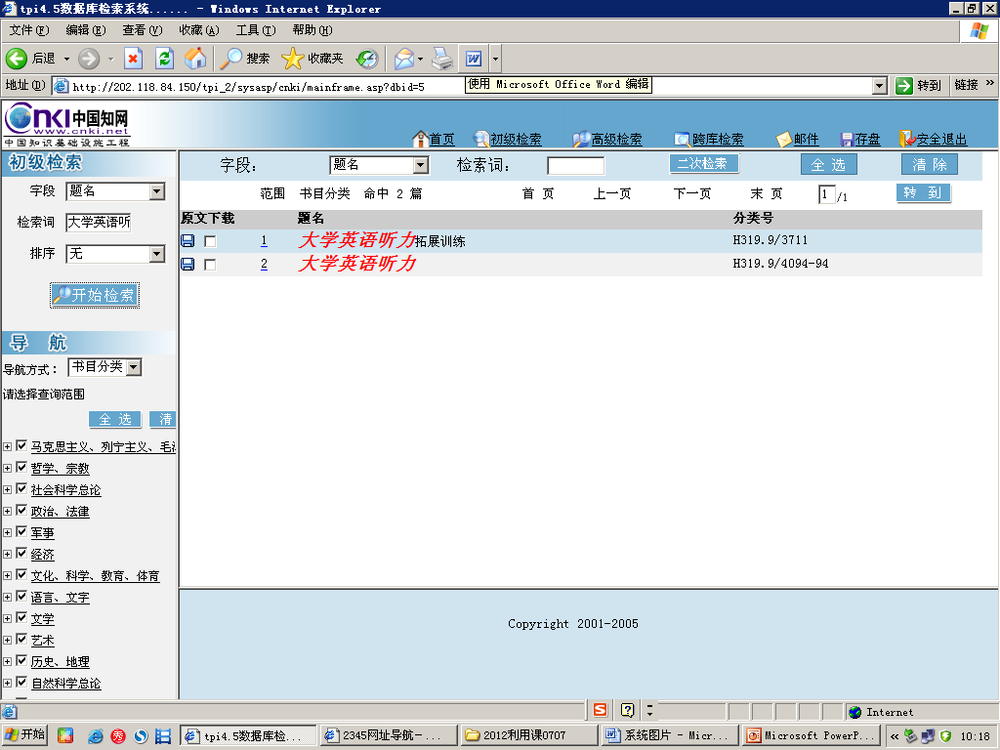 tpi4.5数据库检索系统...... - Windows Internet Explorer
文件(F) 编辑(E) 查看(V) 收藏(A) 工具(T) 帮助(H)
后退 搜索 收藏夹
地址(D) http://202.118.84.150/tpi_2/sysasp/cnki/mainframe.asp?dbid=5 使用 Microsoft Office Word 编辑 转到 链接 »
cnki 中国知网
www.cnki.net
中国知识基础设施工程
首页 初级检索 高级检索 跨库检索 邮件 存盘 安全退出
初级检索
字段 题名
检索词 大学英语听
排序 无
开始检索
导 航
导航方式: 书目分类
请选择查询范围
全 选 清
马克思主义、列宁主义、毛
哲学、宗教
社会科学总论
政治、法律
军事
经济
文化、科学、教育、体育
语言、文字
文学
艺术
历史、地理
自然科学总论
字段: 题名 检索词: 二次检索 全 选 清 除
范围 书目分类 命中 2 篇 首 页 上一页 下一页 末 页 1 /1 转 到
原文下载 题名 分类号
1 大学英语听力拓展训练 H319.9/3711
2 大学英语听力 H319.9/4094-94
Copyright 2001-2005
Internet
开始 tpi4.5数据库检... 2345网址导航-... 2012利用课0707 系统图片 - Micr... Microsoft PowerP... « 10:18